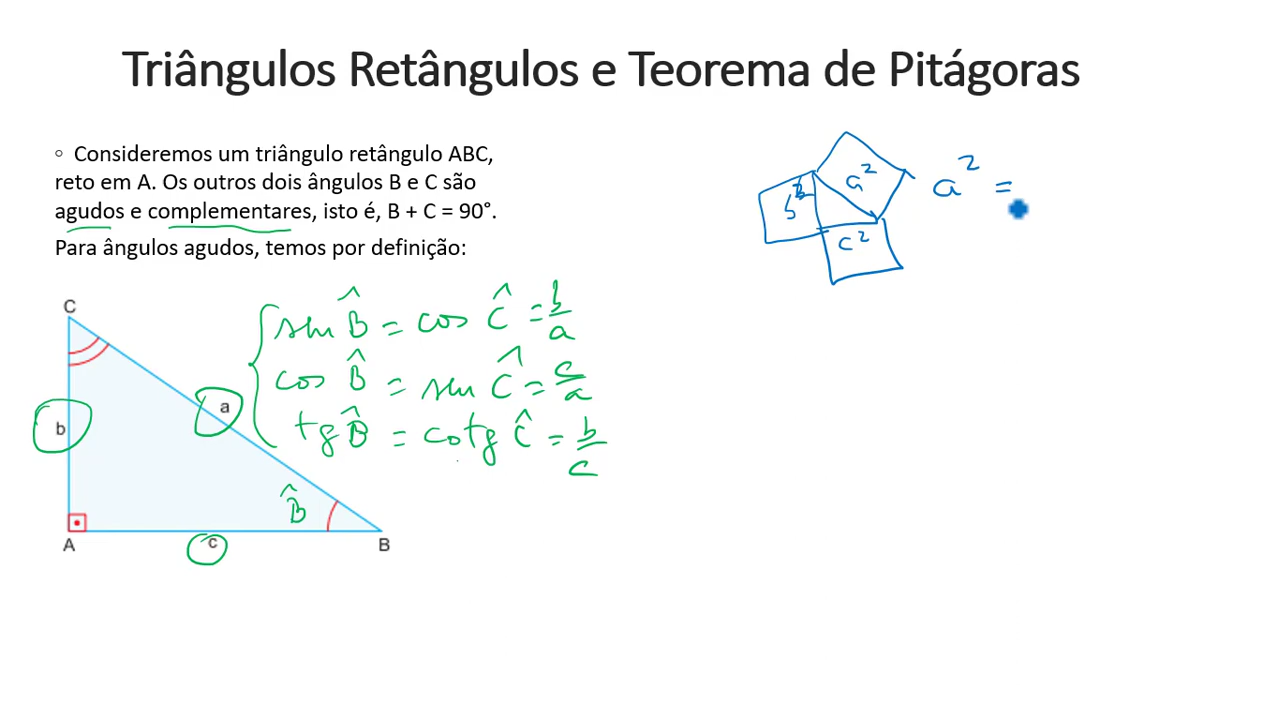 Triângulos Retângulos e Teorema de Pitágoras
◦ Consideremos um triângulo retângulo ABC,
reto em A. Os outros dois ângulos B e C são
agudos e complementares, isto é, B + C = 90°.
Para ângulos agudos, temos por definição:
C
b
a
A
c
B
B̂
sen B̂ = cos Ĉ = b/a
cos B̂ = sen Ĉ = c/a
tg B̂ = cotg Ĉ = b/c
b²
a²
c²
a² =